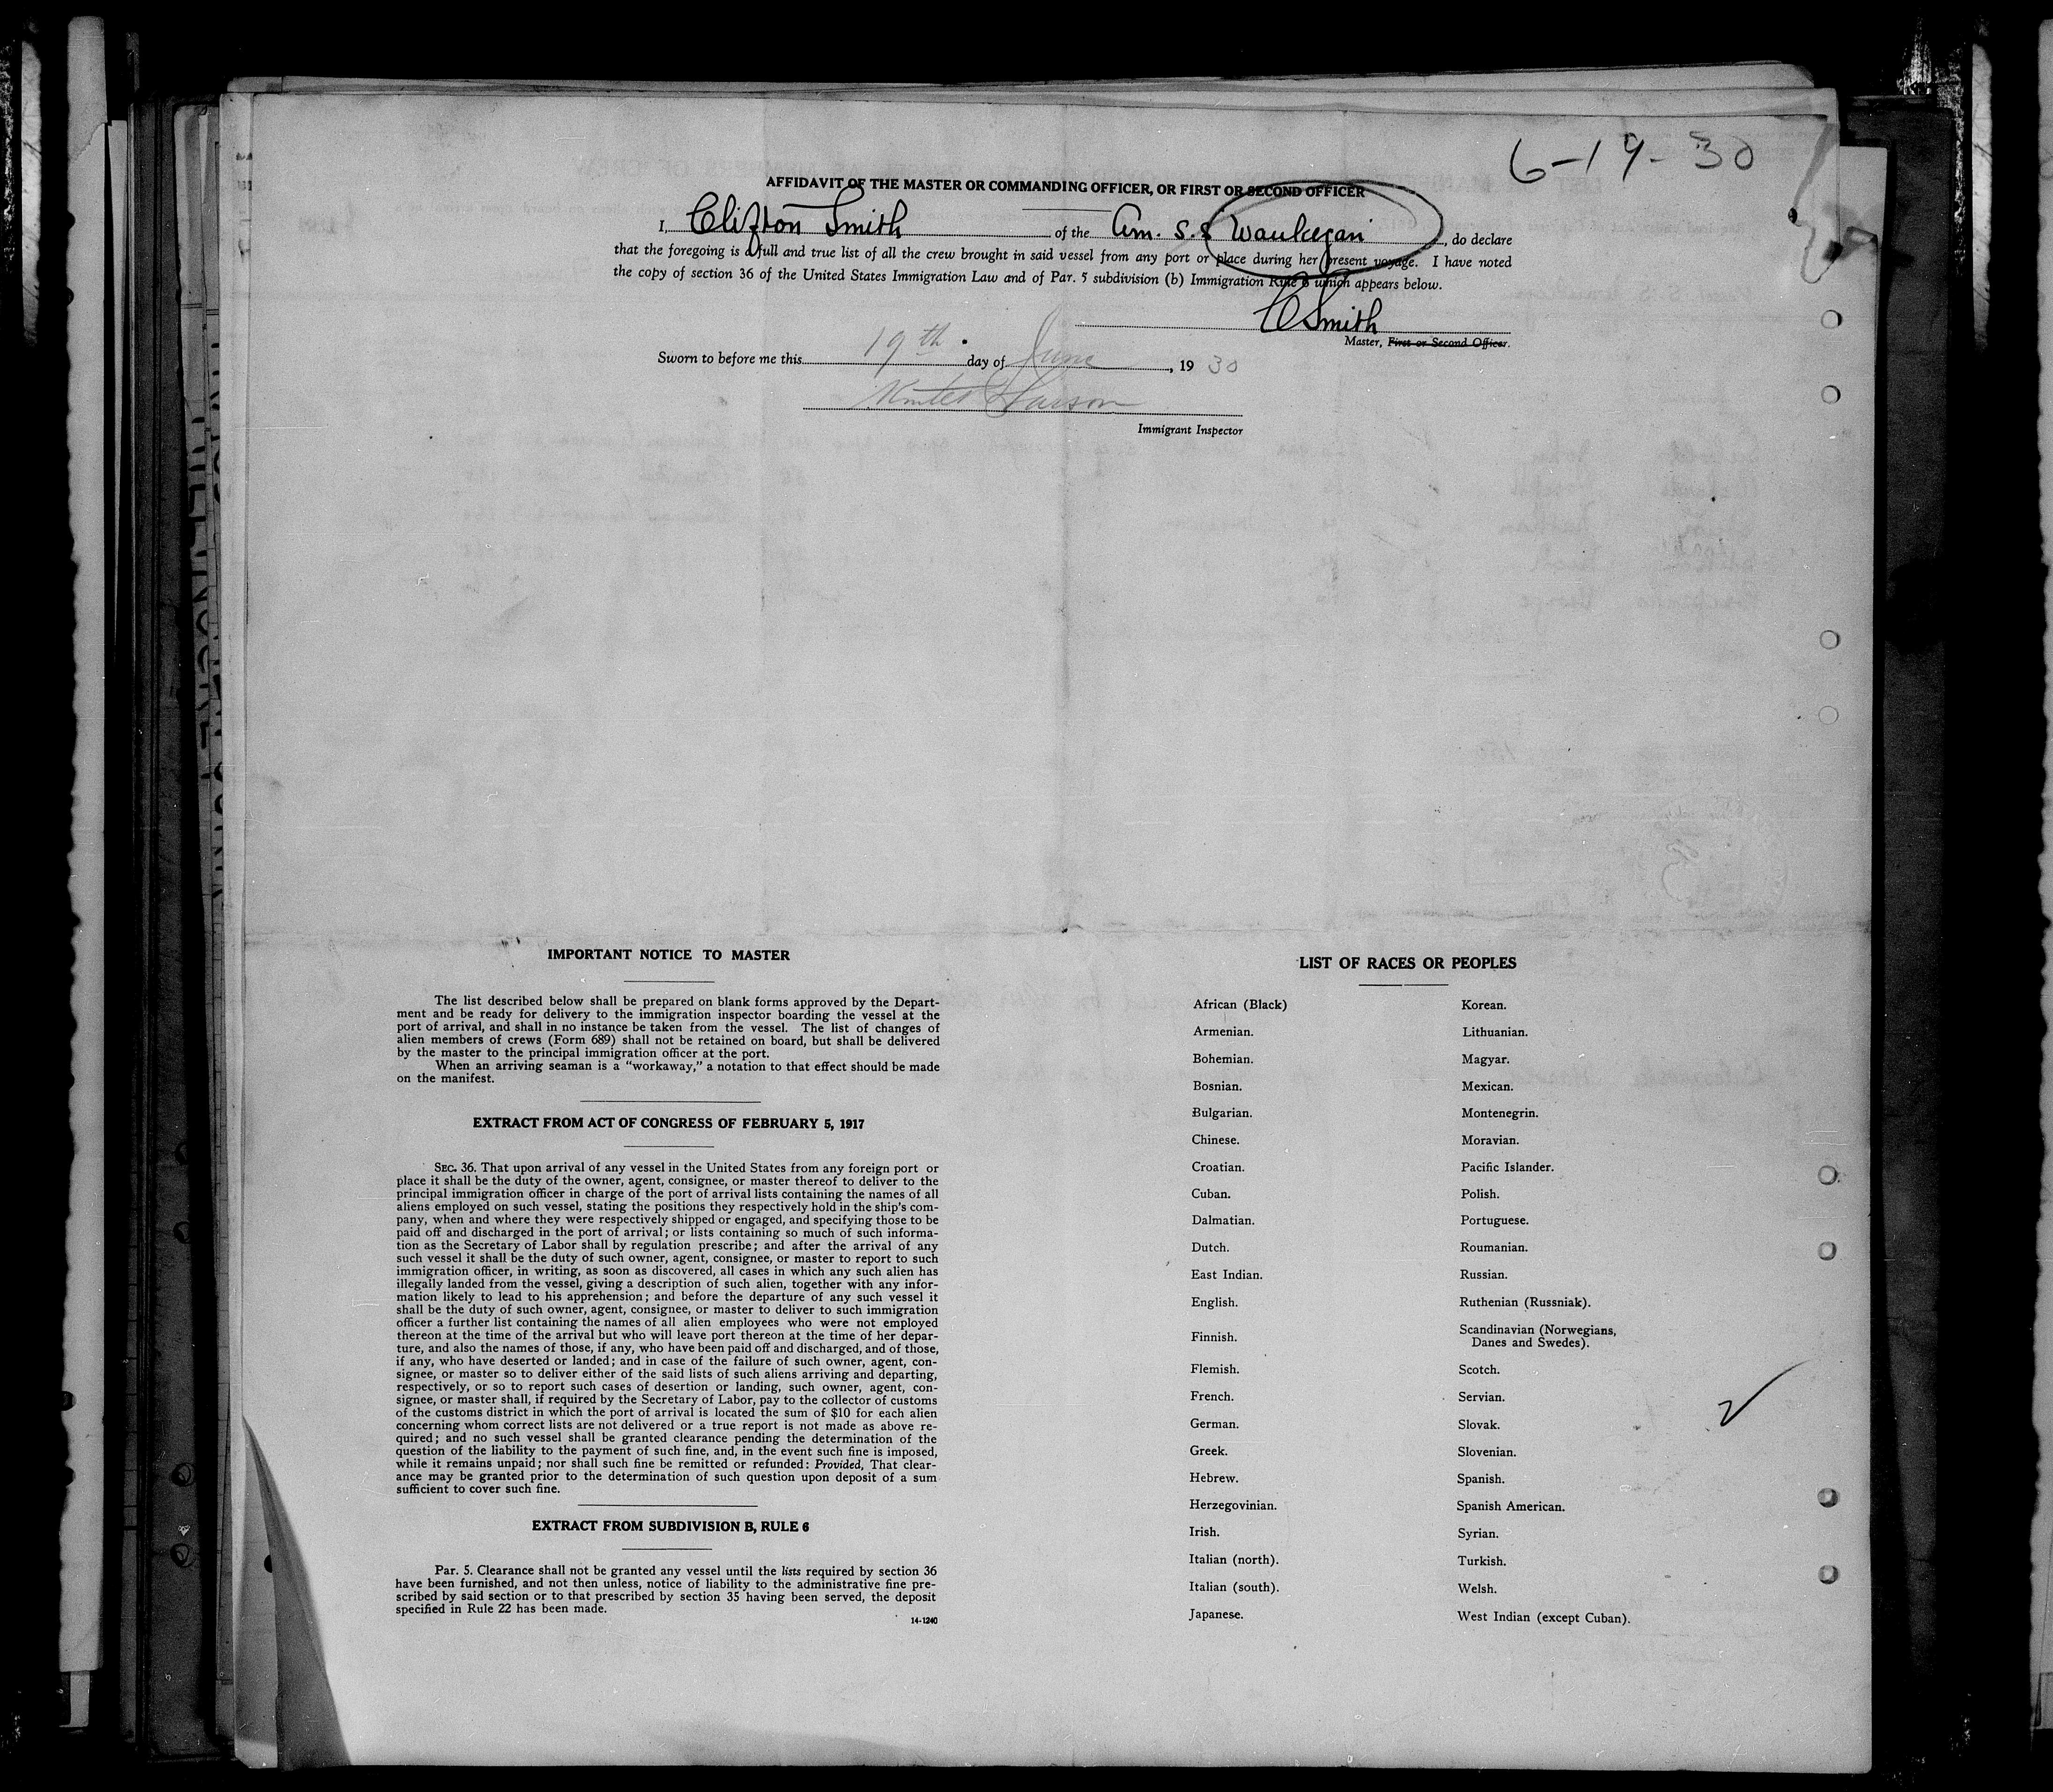 6-19-30
AFFIDAVIT OF THE MASTER OR COMMANDING OFFICER, OR FIRST OR SECOND OFFICER
I, Clifton Smith of the Am. S.S Waukegan, do declare
that the foregoing is a full and true list of all the crew brought in said vessel from any port or place during her present voyage. I have noted
the copy of section 36 of the United States Immigration Law and of Par. 5 subdivision (b) Immigration Rule 6 which appears below.
C Smith
Master, First or Second Officer.
Sworn to before me this 19th day of June, 1930
Larson
Immigrant Inspector
IMPORTANT NOTICE TO MASTER
The list described below shall be prepared on blank forms approved by the Depart-
ment and be ready for delivery to the immigration inspector boarding the vessel at the
port of arrival, and shall in no instance be taken from the vessel. The list of changes of
alien members of crews (Form 689) shall not be retained on board, but shall be delivered
by the master to the principal immigration officer at the port.
When an arriving seaman is a "workaway," a notation to that effect should be made
on the manifest.
EXTRACT FROM ACT OF CONGRESS OF FEBRUARY 5, 1917
SEC. 36. That upon arrival of any vessel in the United States from any foreign port or
place it shall be the duty of the owner, agent, consignee, or master thereof to deliver to the
principal immigration officer in charge of the port of arrival lists containing the names of all
aliens employed on such vessel, stating the positions they respectively hold in the ship's com-
pany, when and where they were respectively shipped or engaged, and specifying those to be
paid off and discharged in the port of arrival; or lists containing so much of such informa-
tion as the Secretary of Labor shall by regulation prescribe; and after the arrival of any
such vessel it shall be the duty of such owner, agent, consignee, or master to report to such
immigration officer, in writing, as soon as discovered, all cases in which any such alien has
illegally landed from the vessel, giving a description of such alien, together with any infor-
mation likely to lead to his apprehension; and before the departure of any such vessel it
shall be the duty of such owner, agent, consignee, or master to deliver to such immigration
officer a further list containing the names of all alien employees who were not employed
thereon at the time of the arrival but who will leave port thereon at the time of her depar-
ture, and also the names of those, if any, who have been paid off and discharged, and of those,
if any, who have deserted or landed; and in case of the failure of such owner, agent, con-
signee, or master so to deliver either of the said lists of such aliens arriving and departing,
respectively, or so to report such cases of desertion or landing, such owner, agent, con-
signee, or master shall, if required by the Secretary of Labor, pay to the collector of customs
of the customs district in which the port of arrival is located the sum of $10 for each alien
concerning whom correct lists are not delivered or a true report is not made as above re-
quired; and no such vessel shall be granted clearance pending the determination of the
question of the liability to the payment of such fine, and, in the event such fine is imposed,
while it remains unpaid; nor shall such fine be remitted or refunded: Provided, That clear-
ance may be granted prior to the determination of such question upon deposit of a sum
sufficient to cover such fine.
EXTRACT FROM SUBDIVISION B, RULE 6
Par. 5. Clearance shall not be granted any vessel until the lists required by section 36
have been furnished, and not then unless, notice of liability to the administrative fine pre-
scribed by said section or to that prescribed by section 35 having been served, the deposit
specified in Rule 22 has been made.
14-1240
LIST OF RACES OR PEOPLES
African (Black)
Armenian.
Bohemian.
Bosnian.
Bulgarian.
Chinese.
Croatian.
Cuban.
Dalmatian.
Dutch.
East Indian.
English.
Finnish.
Flemish.
French.
German.
Greek.
Hebrew.
Herzegovinian.
Irish.
Italian (north).
Italian (south).
Japanese.
Korean.
Lithuanian.
Magyar.
Mexican.
Montenegrin.
Moravian.
Pacific Islander.
Polish.
Portuguese.
Roumanian.
Russian.
Ruthenian (Russniak).
Scandinavian (Norwegians,
Danes and Swedes).
Scotch.
Servian.
Slovak.
Slovenian.
Spanish.
Spanish American.
Syrian.
Turkish.
Welsh.
West Indian (except Cuban).